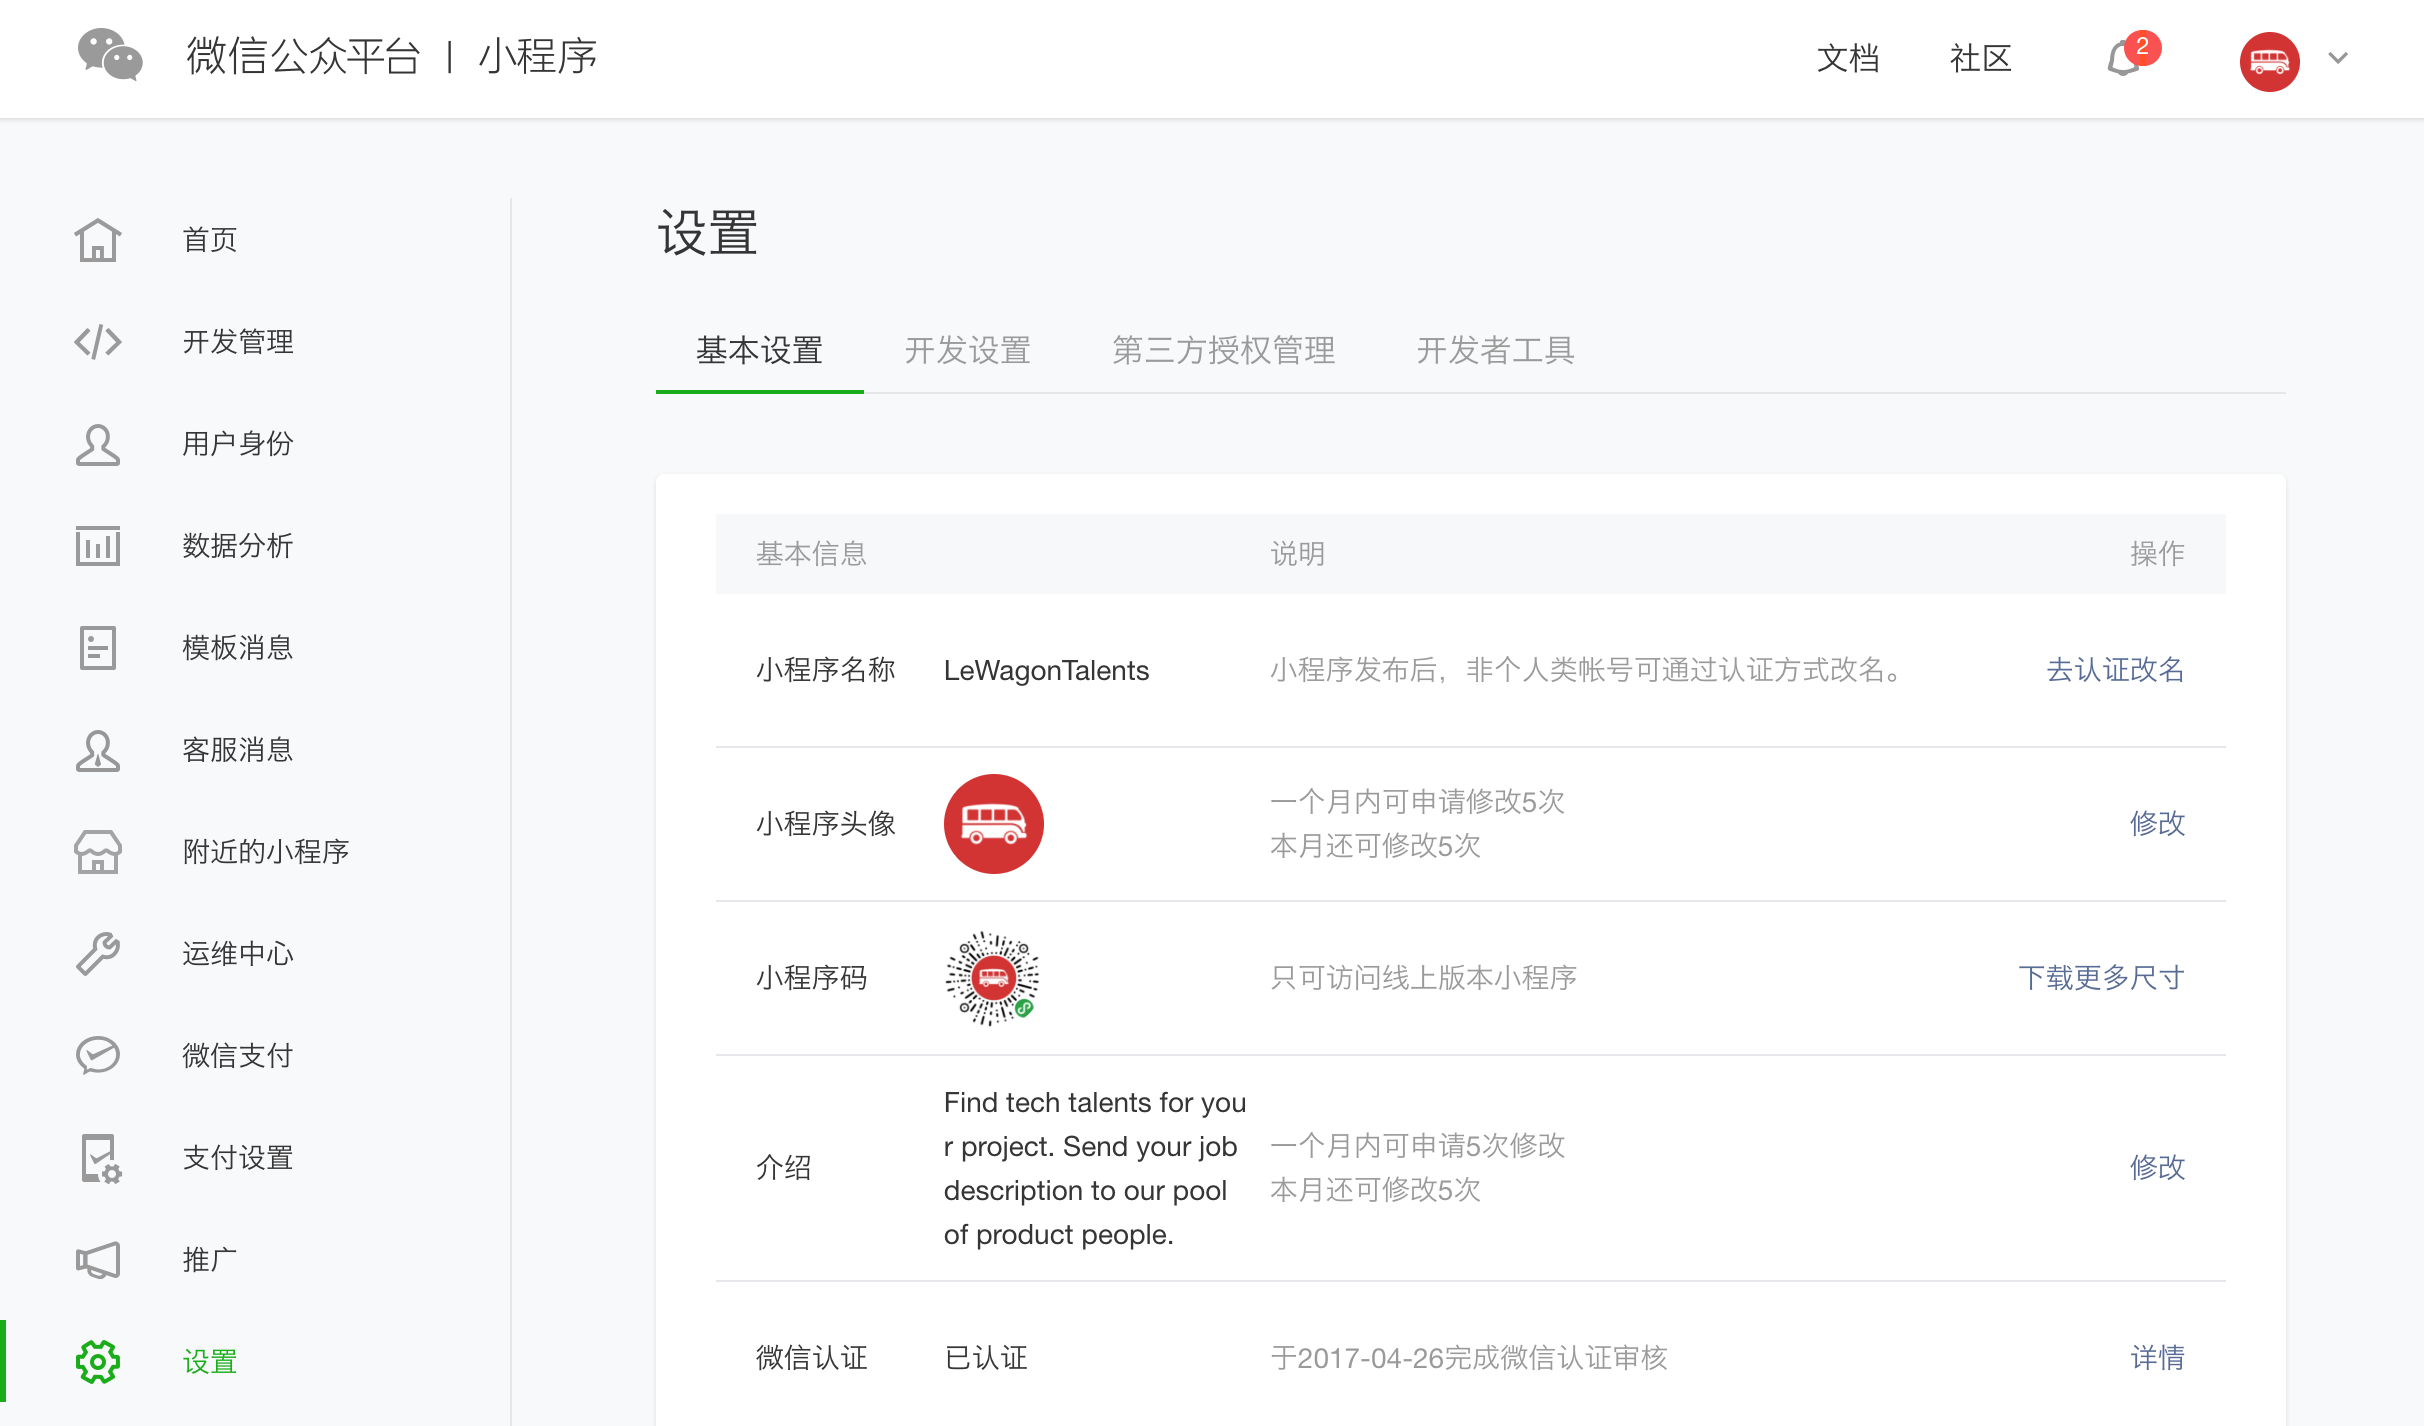 微信公众平台 | 小程序
文档
社区
2
首页
开发管理
用户身份
数据分析
模板消息
客服消息
附近的小程序
运维中心
微信支付
支付设置
推广
设置
设置
基本设置
开发设置
第三方授权管理
开发者工具
基本信息
说明
操作
小程序名称
LeWagonTalents
小程序发布后，非个人类帐号可通过认证方式改名。
去认证改名
小程序头像
一个月内可申请修改5次
本月还可修改5次
修改
小程序码
只可访问线上版本小程序
下载更多尺寸
介绍
Find tech talents for you
r project. Send your job
description to our pool
of product people.
一个月内可申请5次修改
本月还可修改5次
修改
微信认证
已认证
于2017-04-26完成微信认证审核
详情